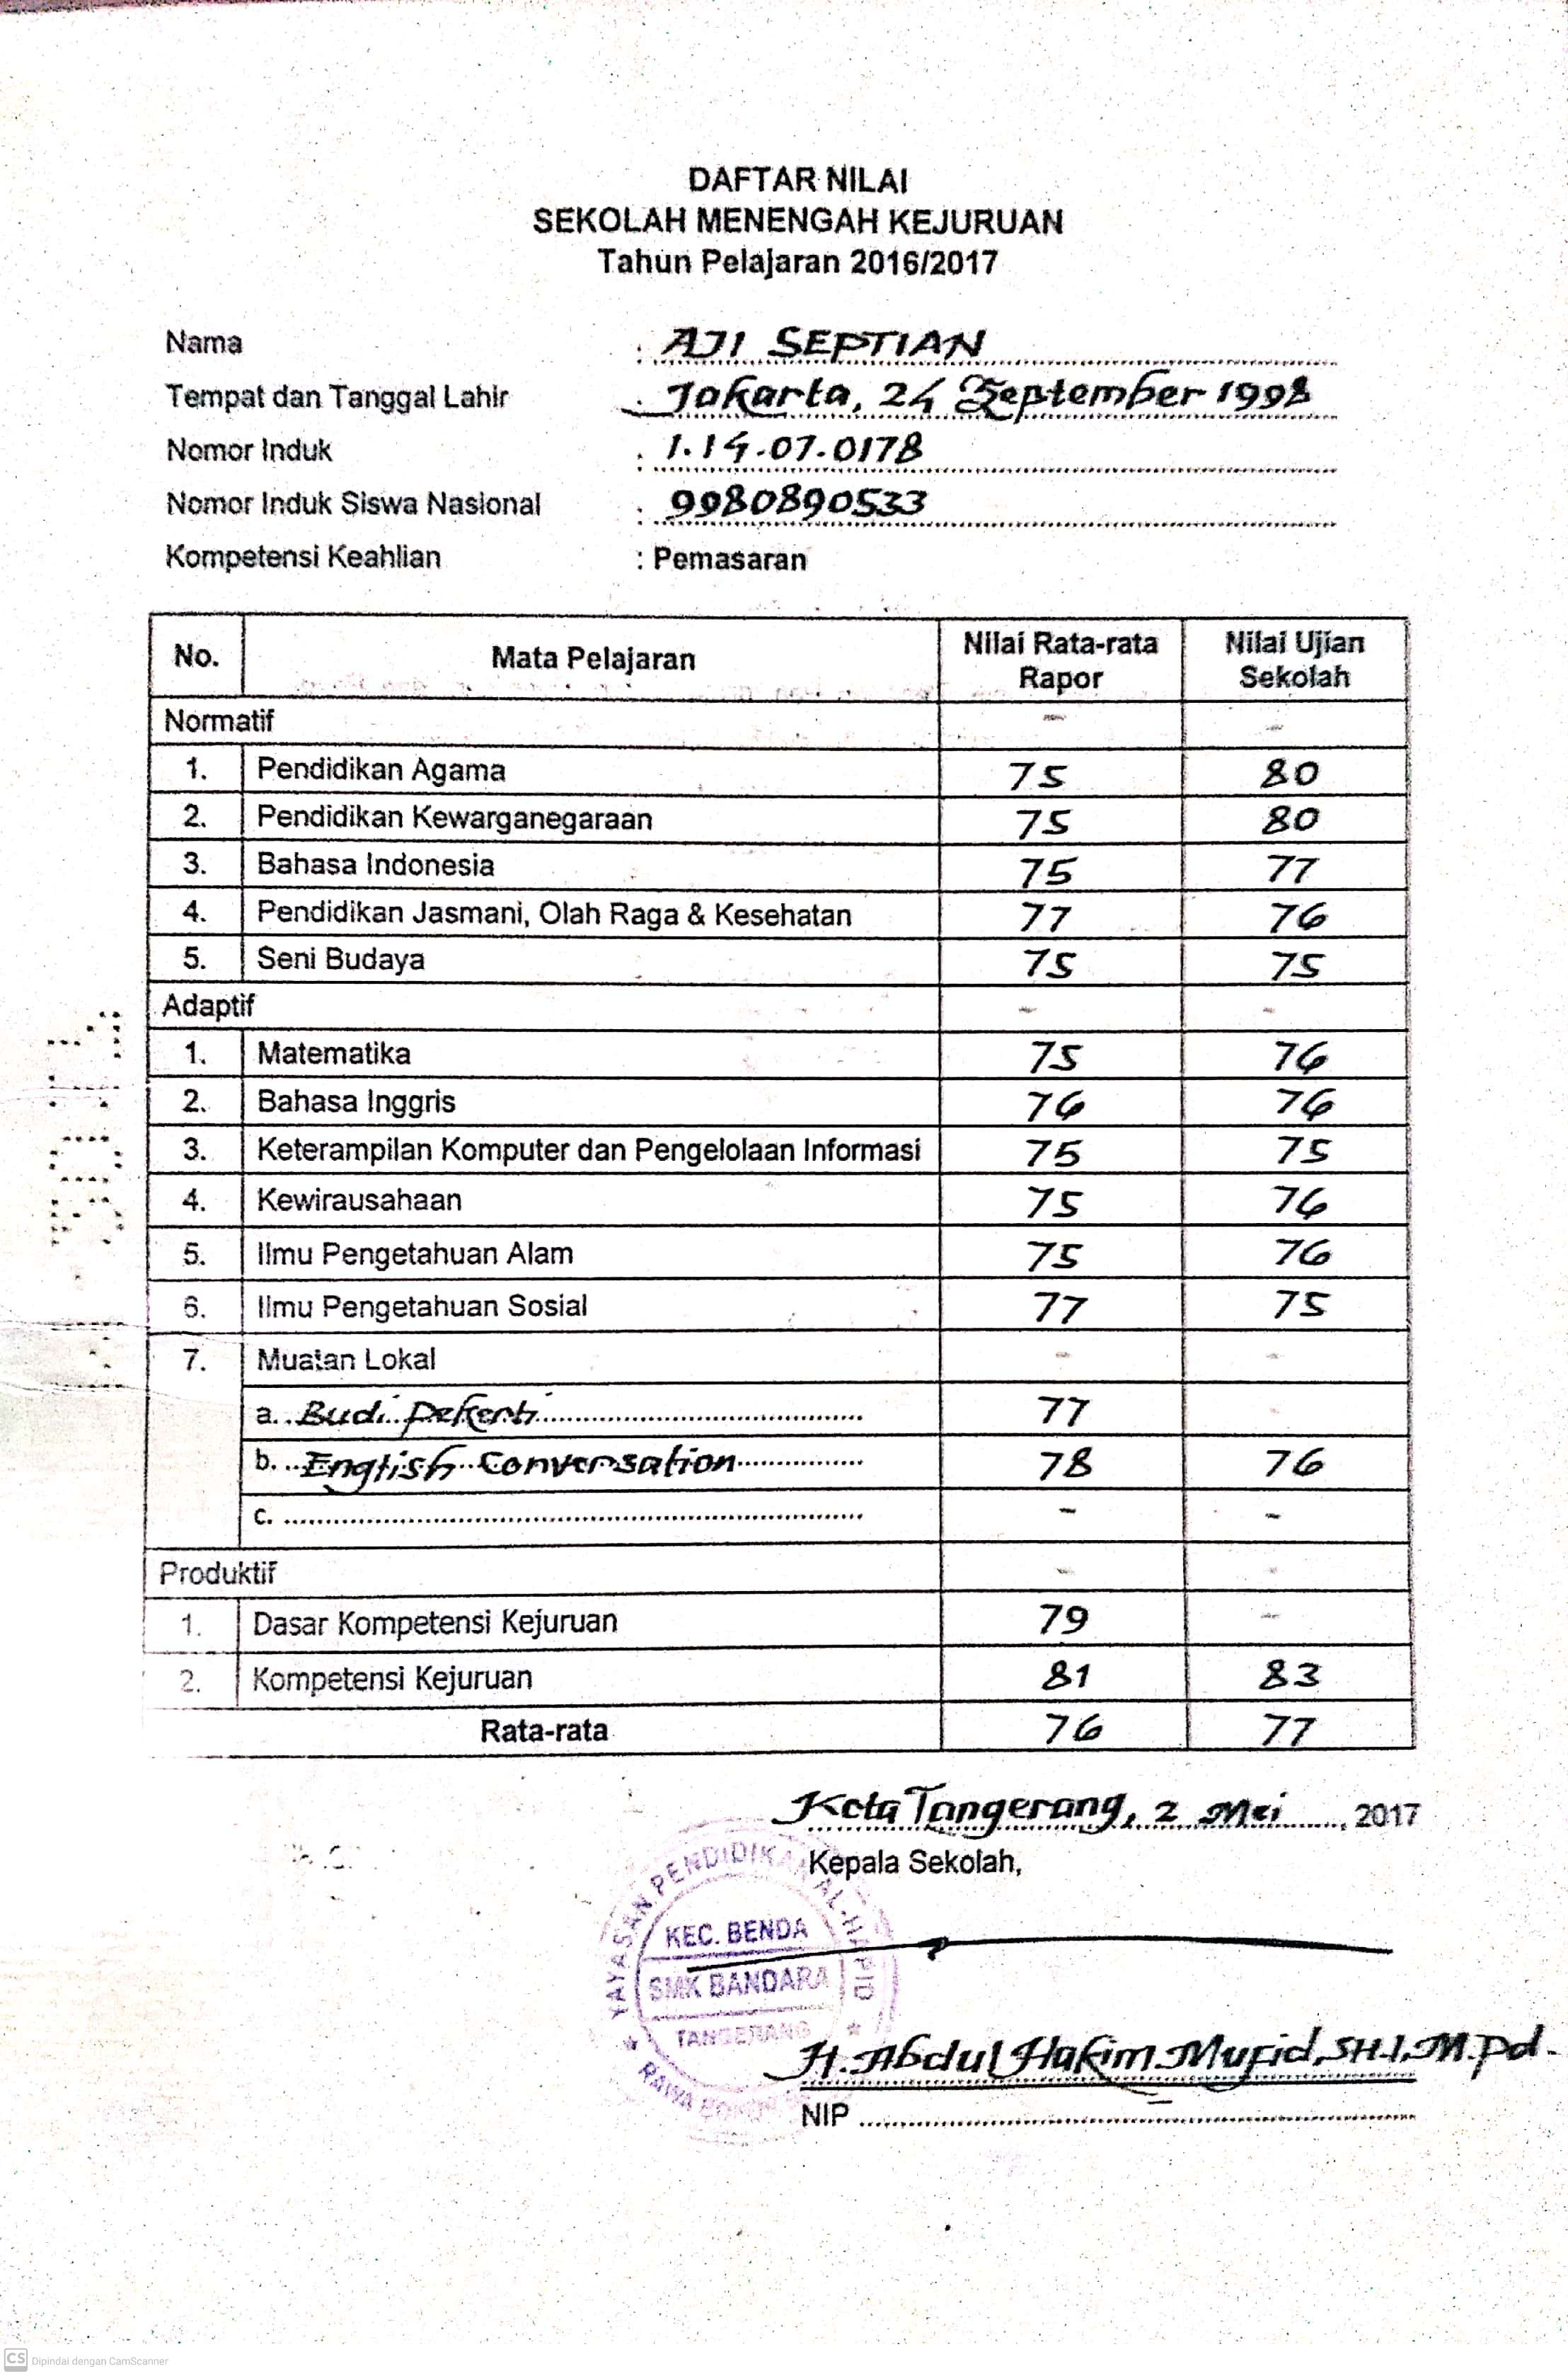 DAFTAR NILAI
SEKOLAH MENENGAH KEJURUAN
Tahun Pelajaran 2016/2017
Nama : AJI SEPTIAN
Tempat dan Tanggal Lahir : Jakarta, 24 September 1998
Nomor Induk : 1.14.07.0178
Nomor Induk Siswa Nasional : 9980890533
Kompetensi Keahlian : Pemasaran
No. Mata Pelajaran Nilai Rata-rata Rapor Nilai Ujian Sekolah
Normatif - -
1. Pendidikan Agama 75 80
2. Pendidikan Kewarganegaraan 75 80
3. Bahasa Indonesia 75 77
4. Pendidikan Jasmani, Olah Raga & Kesehatan 77 76
5. Seni Budaya 75 75
Adaptif - -
1. Matematika 75 76
2. Bahasa Inggris 76 76
3. Keterampilan Komputer dan Pengelolaan Informasi 75 75
4. Kewirausahaan 75 76
5. Ilmu Pengetahuan Alam 75 76
6. Ilmu Pengetahuan Sosial 77 75
7. Muatan Lokal - -
a. Budi Pekerti 77 -
b. English Conversation 78 76
c. - -
Produktif - -
1. Dasar Kompetensi Kejuruan 79 -
2. Kompetensi Kejuruan 81 83
Rata-rata 76 77
Kota Tangerang, 2 Mei, 2017
Kepala Sekolah,
YAYASAN PENDIDIKAN
KEC. BENDA
SMK BANDARA
TANGERANG
H. Abdul Hakim Mufid, SH.I, M.Pd.
NIP -
CS Dipindai dengan CamScanner